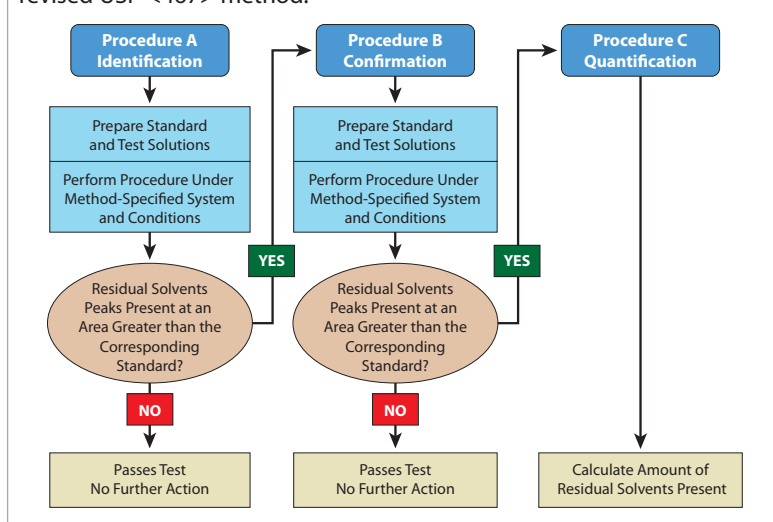 revised USP <467> method.
Procedure A
Identification
Prepare Standard
and Test Solutions
Perform Procedure Under
Method-Specified System
and Conditions
Residual Solvents
Peaks Present at an
Area Greater than the
Corresponding
Standard?
YES
NO
Passes Test
No Further Action
Procedure B
Confirmation
Prepare Standard
and Test Solutions
Perform Procedure Under
Method-Specified System
and Conditions
Residual Solvents
Peaks Present at an
Area Greater than the
Corresponding
Standard?
YES
NO
Passes Test
No Further Action
Procedure C
Quantification
Calculate Amount of
Residual Solvents Present